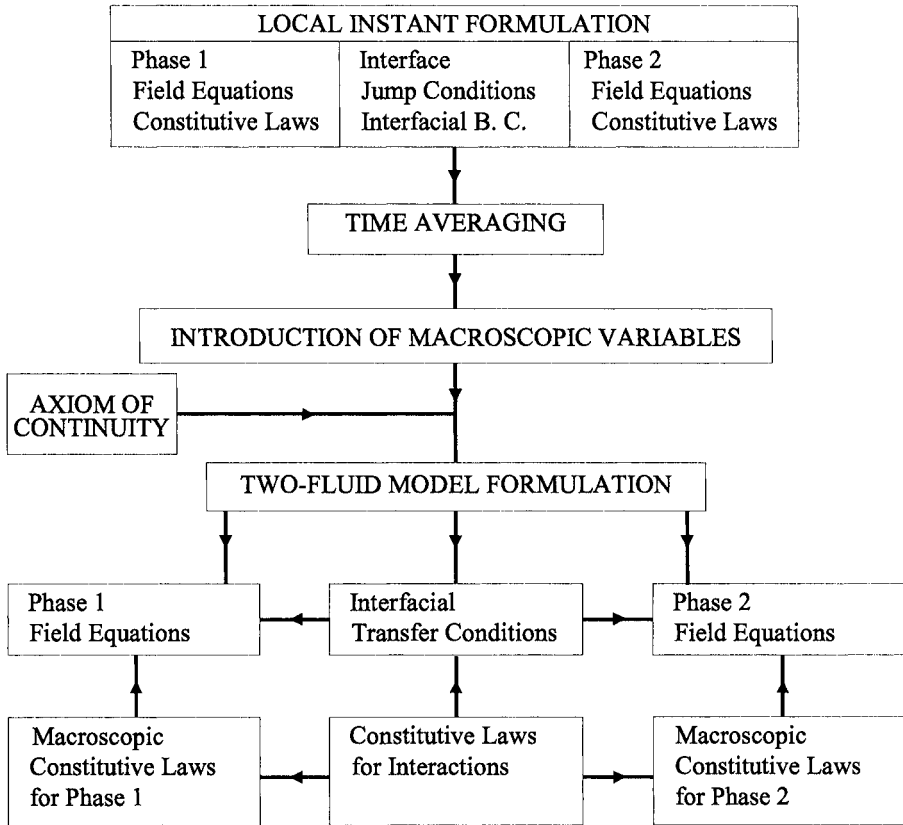 LOCAL INSTANT FORMULATION
Phase 1
Field Equations
Constitutive Laws
Interface
Jump Conditions
Interfacial B. C.
Phase 2
Field Equations
Constitutive Laws
TIME AVERAGING
INTRODUCTION OF MACROSCOPIC VARIABLES
AXIOM OF
CONTINUITY
TWO-FLUID MODEL FORMULATION
Phase 1
Field Equations
Interfacial
Transfer Conditions
Phase 2
Field Equations
Macroscopic
Constitutive Laws
for Phase 1
Constitutive Laws
for Interactions
Macroscopic
Constitutive Laws
for Phase 2